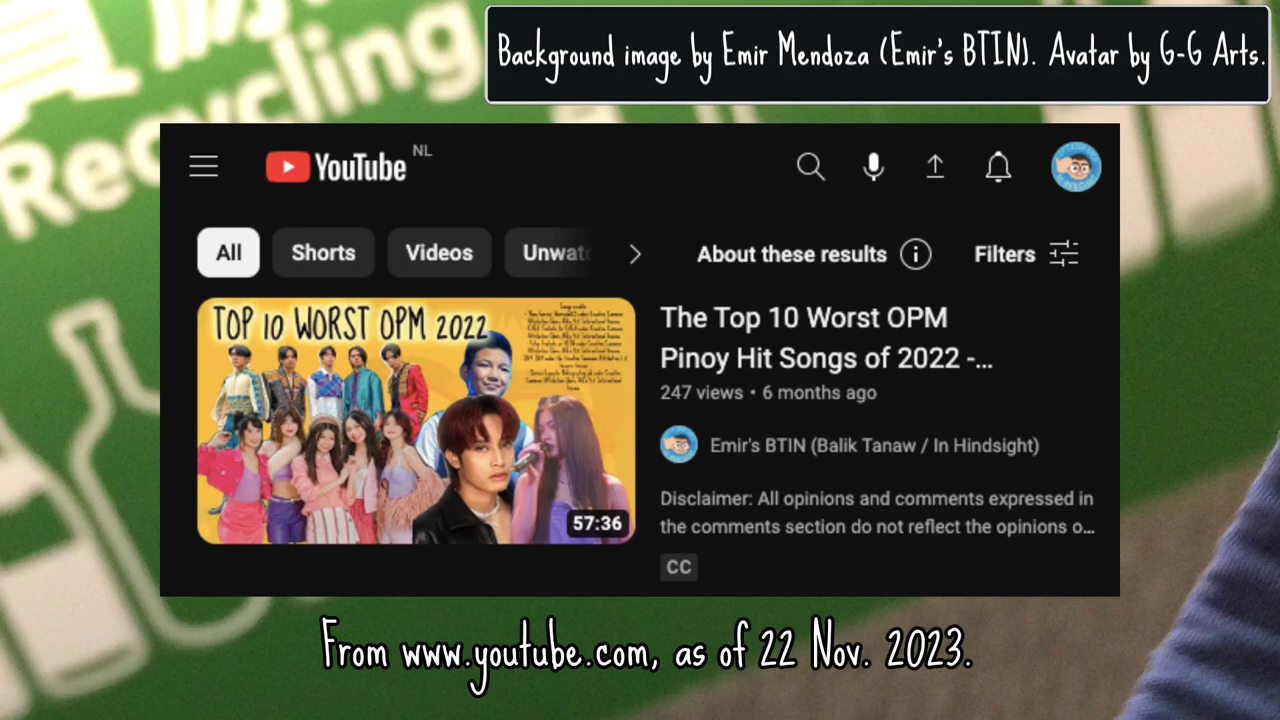 Recycling
Background image by Emir Mendoza (Emir's BTIN). Avatar by G-G Arts.
YouTube NL
All
Shorts
Videos
About these results
Filters
TOP 10 WORST OPM 2022
57:36
The Top 10 Worst OPM
Pinoy Hit Songs of 2022 -...
247 views • 6 months ago
Emir's BTIN (Balik Tanaw / In Hindsight)
Disclaimer: All opinions and comments expressed in
the comments section do not reflect the opinions o...
CC
From www.youtube.com, as of 22 Nov. 2023.